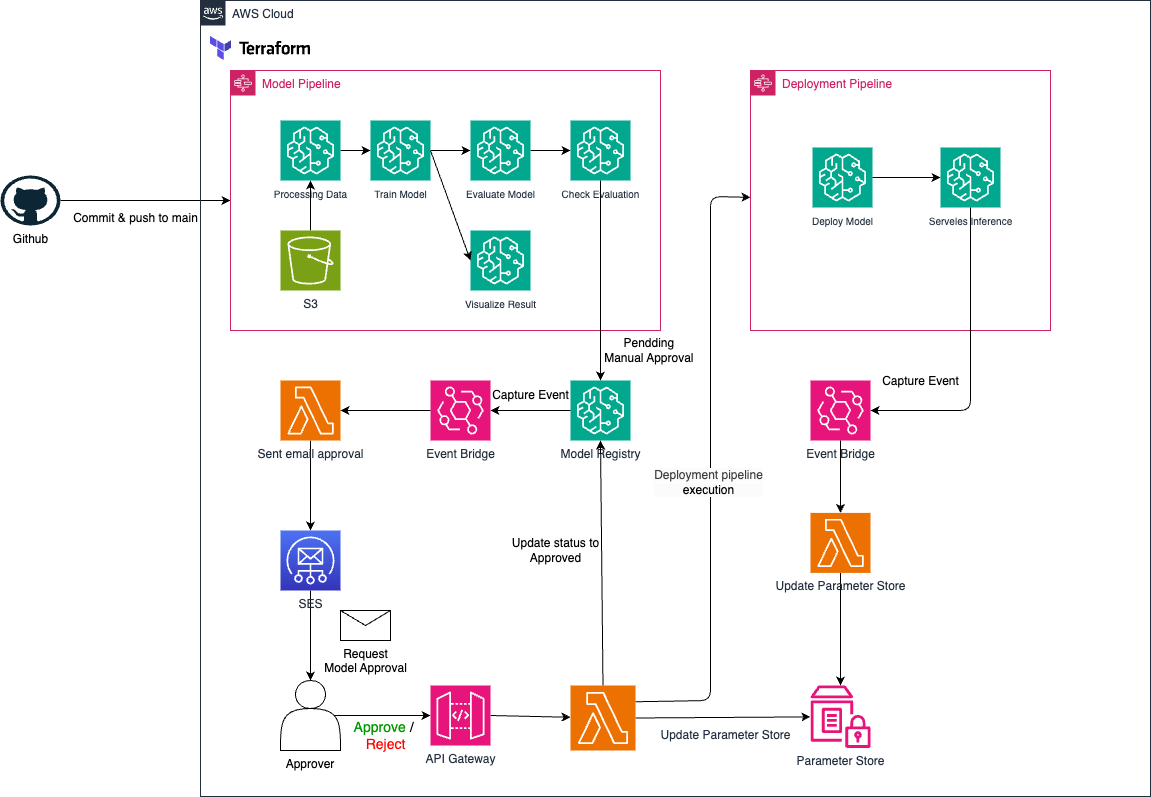 aws
AWS Cloud
Terraform
Model Pipeline
Deployment Pipeline
Processing Data
Train Model
Evaluate Model
Check Evaluation
Deploy Model
Serveles Inference
Commit & push to main
Github
S3
Visualize Result
Pendding
Manual Approval
Capture Event
Capture Event
Sent email approval
Event Bridge
Model Registry
Event Bridge
Deployment pipeline
execution
Update status to
Approved
Update Parameter Store
SES
Request
Model Approval
Approve /
Reject
Update Parameter Store
Approver
API Gateway
Parameter Store